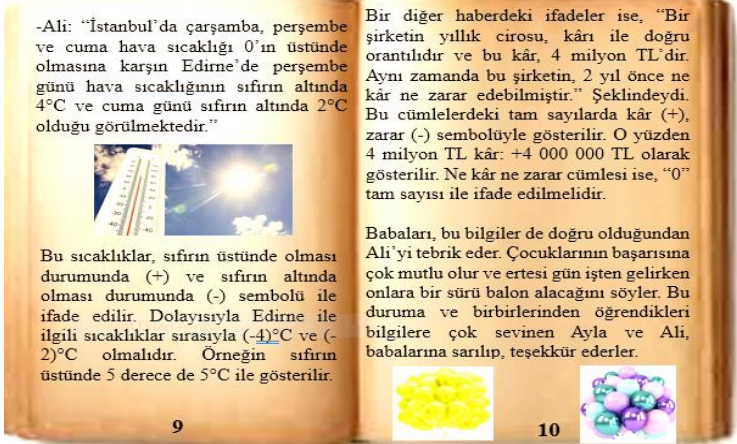 -Ali: “İstanbul’da çarşamba, perşembe
ve cuma hava sıcaklığı 0’ın üstünde
olmasına karşın Edirne’de perşembe
günü hava sıcaklığının sıfırın altında
4°C ve cuma günü sıfırın altında 2°C
olduğu görülmektedir.”
Bu sıcaklıklar, sıfırın üstünde olması
durumunda (+) ve sıfırın altında
olması durumunda (-) sembolü ile
ifade edilir. Dolayısıyla Edirne ile
ilgili sıcaklıklar sırasıyla (-4)°C ve (-
2)°C olmalıdır. Örneğin sıfırın
üstünde 5 derece de 5°C ile gösterilir.
9
Bir diğer haberdeki ifadeler ise, “Bir
şirketin yıllık cirosu, kârı ile doğru
orantılıdır ve bu kâr, 4 milyon TL’dir.
Aynı zamanda bu şirketin, 2 yıl önce ne
kâr ne zarar edebilmiştir.” Şeklindeydi.
Bu cümlelerdeki tam sayılarda kâr (+),
zarar (-) sembolüyle gösterilir. O yüzden
4 milyon TL kâr: +4 000 000 TL olarak
gösterilir. Ne kâr ne zarar cümlesi ise, “0”
tam sayısı ile ifade edilmelidir.
Babaları, bu bilgiler de doğru olduğundan
Ali’yi tebrik eder. Çocuklarının başarısına
çok mutlu olur ve ertesi gün işten gelirken
onlara bir sürü balon alacağını söyler. Bu
duruma ve birbirlerinden öğrendikleri
bilgilere çok sevinen Ayla ve Ali,
babalarına sarılıp, teşekkür ederler.
10